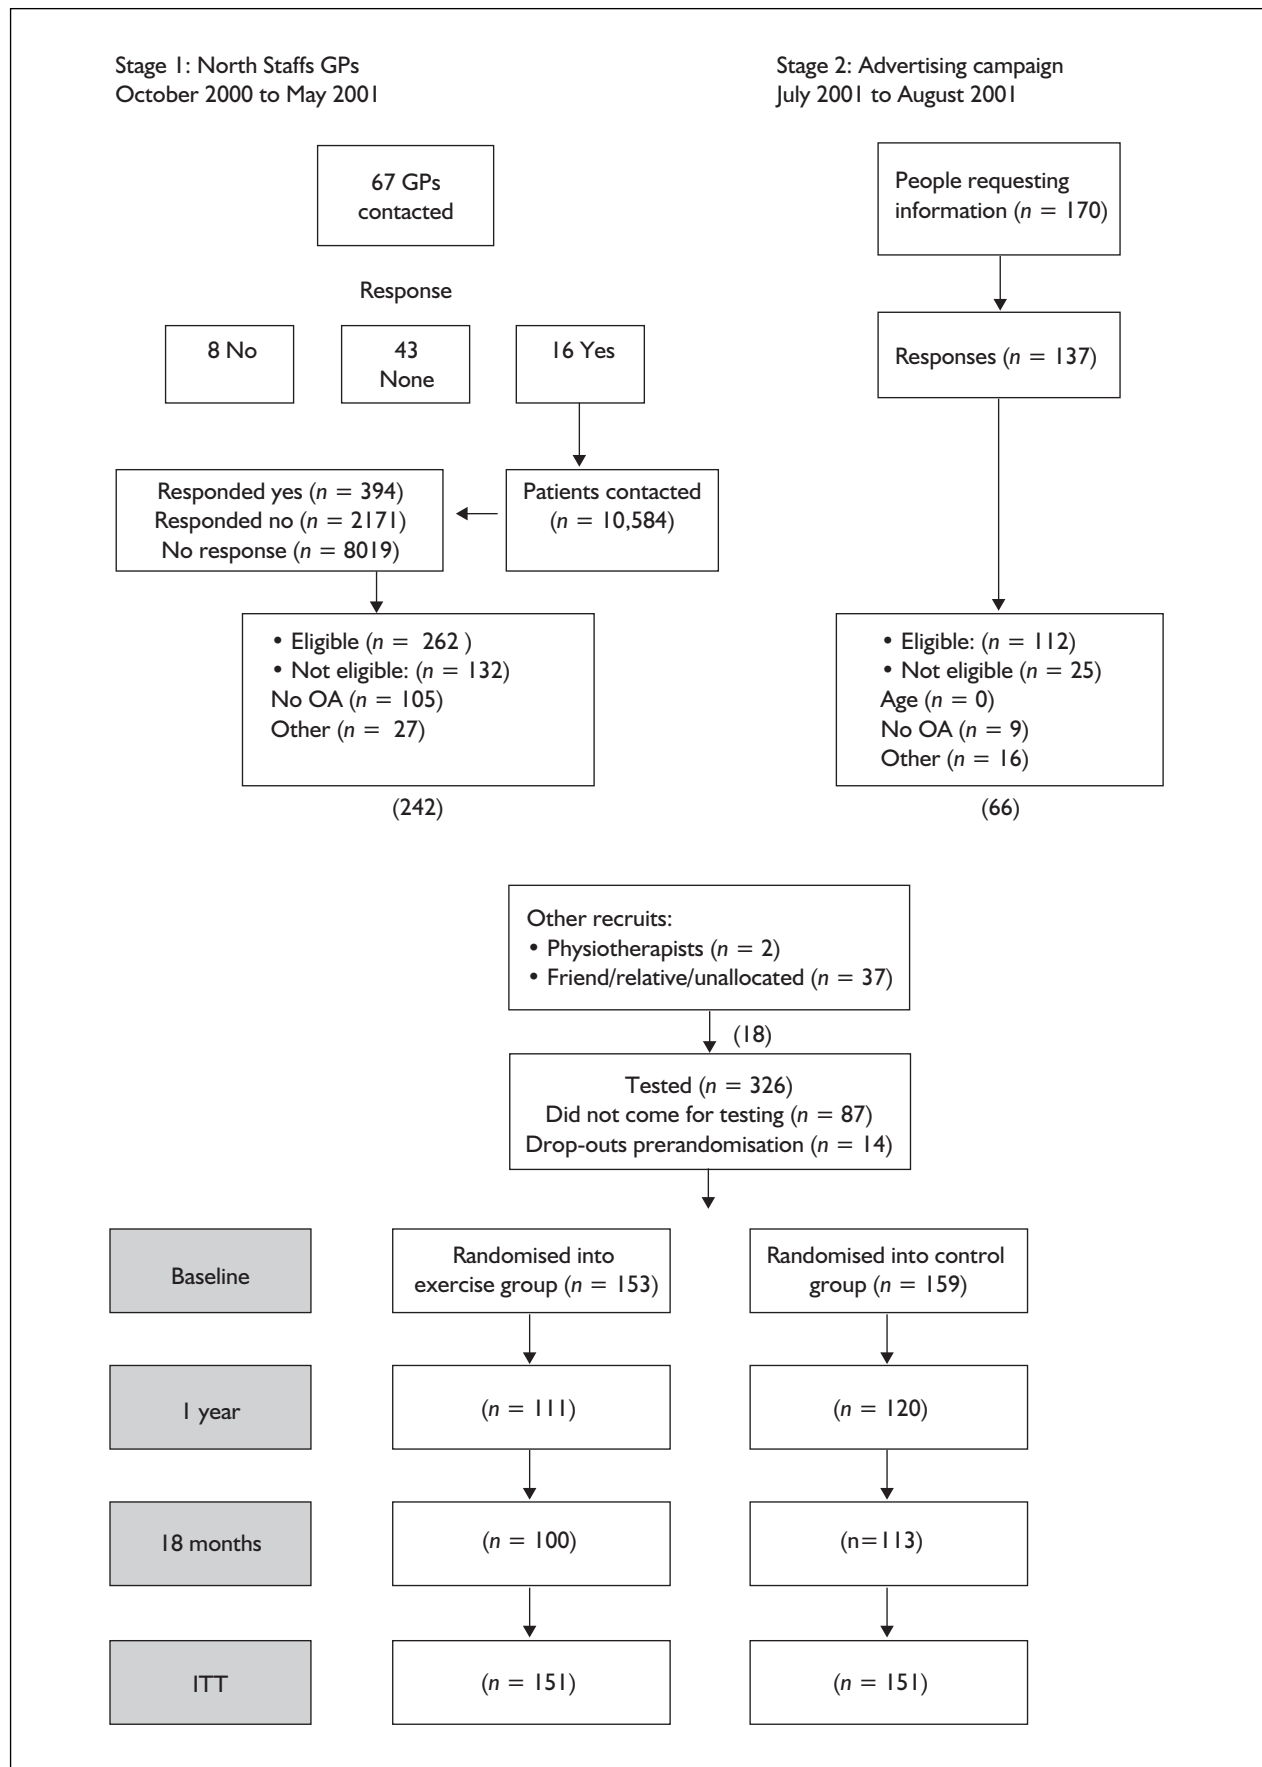 Stage 1: North Staffs GPs
October 2000 to May 2001
Stage 2: Advertising campaign
July 2001 to August 2001
67 GPs
contacted
People requesting
information (n = 170)
Response
8 No
43
None
16 Yes
Responses (n = 137)
Responded yes (n = 394)
Responded no (n = 2171)
No response (n = 8019)
Patients contacted
(n = 10,584)
• Eligible (n = 262 )
• Not eligible: (n = 132)
No OA (n = 105)
Other (n = 27)
(242)
• Eligible: (n = 112)
• Not eligible (n = 25)
Age (n = 0)
No OA (n = 9)
Other (n = 16)
(66)
Other recruits:
• Physiotherapists (n = 2)
• Friend/relative/unallocated (n = 37)
(18)
Tested (n = 326)
Did not come for testing (n = 87)
Drop-outs prerandomisation (n = 14)
Baseline
Randomised into
exercise group (n = 153)
Randomised into control
group (n = 159)
1 year
(n = 111)
(n = 120)
18 months
(n = 100)
(n=113)
ITT
(n = 151)
(n = 151)